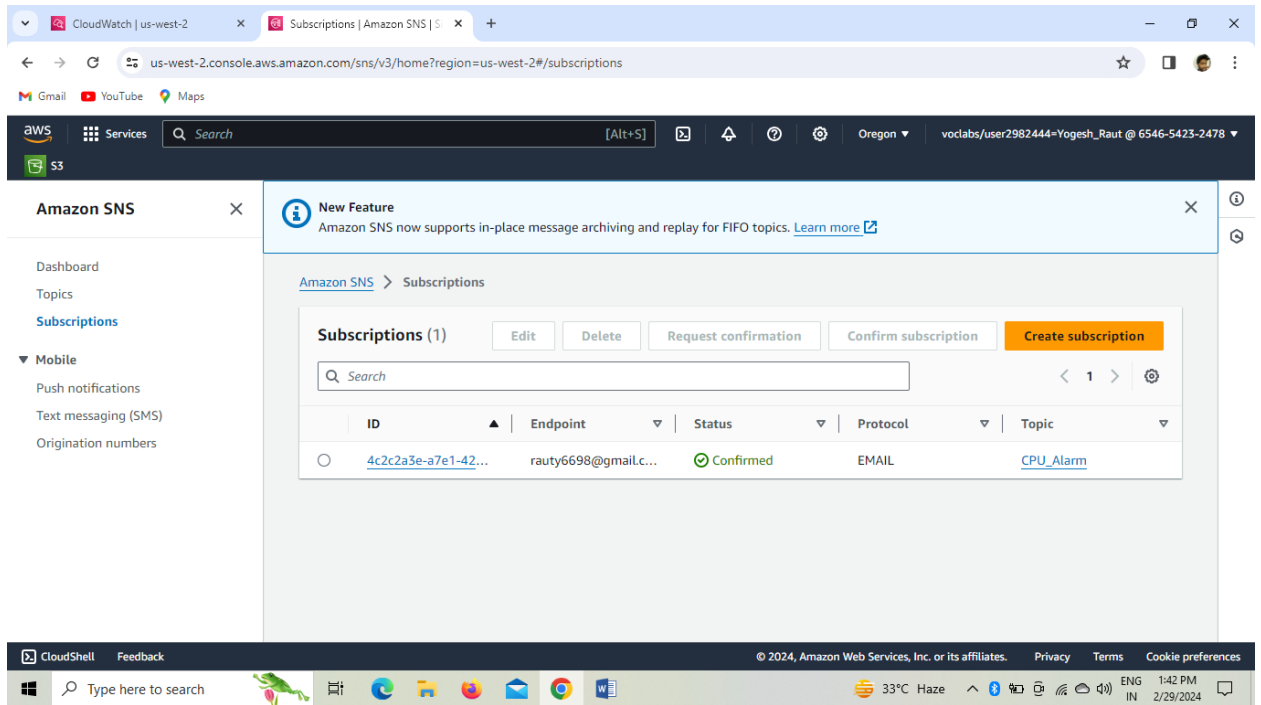 CloudWatch | us-west-2
Subscriptions | Amazon SNS | S
us-west-2.console.aws.amazon.com/sns/v3/home?region=us-west-2#/subscriptions
Gmail YouTube Maps
aws Services Search [Alt+S] Oregon voclabs/user2982444=Yogesh_Raut @ 6546-5423-2478
S3
Amazon SNS
New Feature
Amazon SNS now supports in-place message archiving and replay for FIFO topics. Learn more
Dashboard
Topics
Subscriptions
Mobile
Push notifications
Text messaging (SMS)
Origination numbers
Amazon SNS > Subscriptions
Subscriptions (1) Edit Delete Request confirmation Confirm subscription Create subscription
Search
< 1 >
ID Endpoint Status Protocol Topic
4c2c2a3e-a7e1-42... rauty6698@gmail.c... Confirmed EMAIL CPU_Alarm
CloudShell Feedback © 2024, Amazon Web Services, Inc. or its affiliates. Privacy Terms Cookie preferences
Type here to search 33°C Haze ENG 1:42 PM
IN 2/29/2024